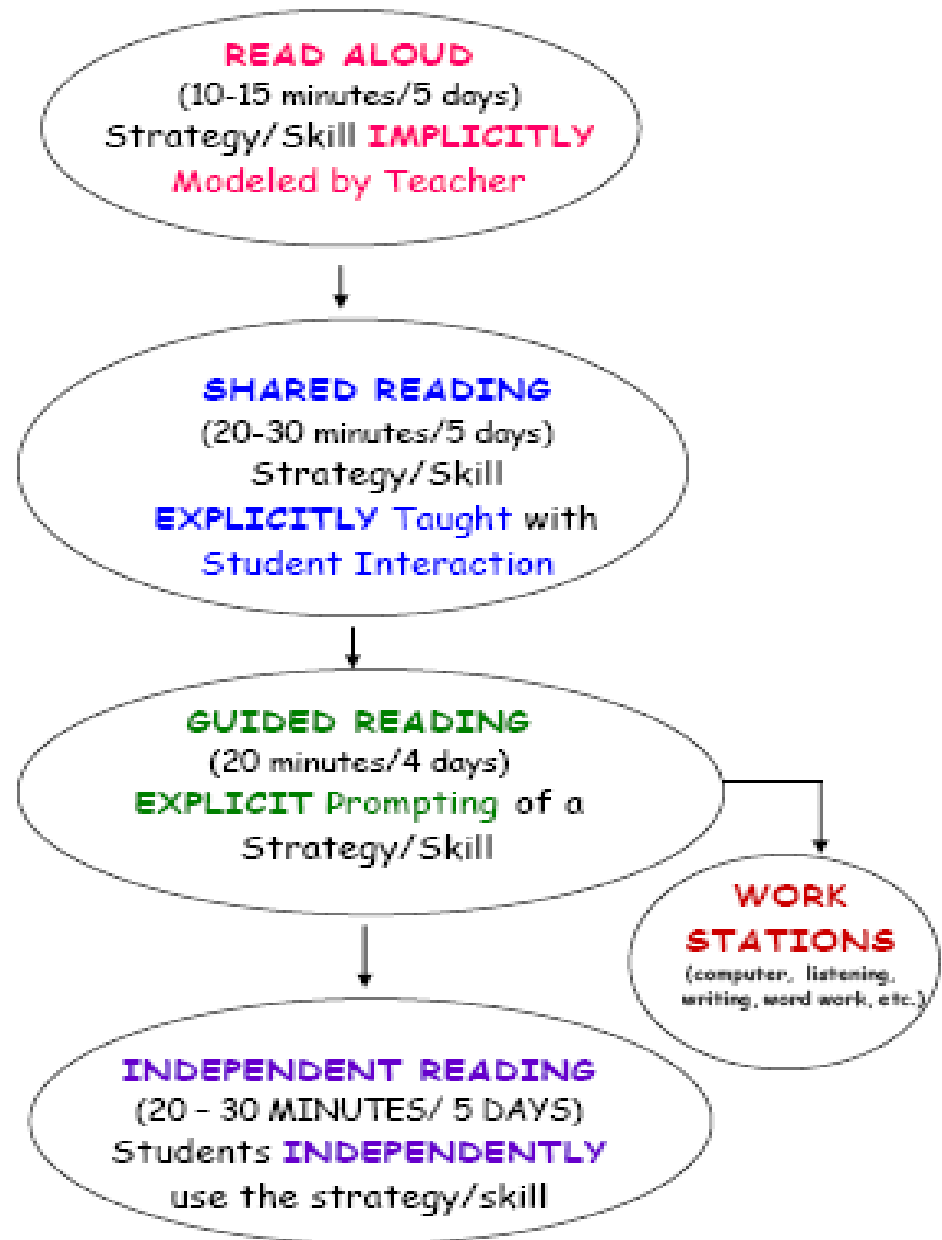 READ ALOUD
(10-15 minutes/5 days)
Strategy/Skill IMPLICITLY
Modeled by Teacher
SHARED READING
(20-30 minutes/5 days)
Strategy/Skill
EXPLICITLY Taught with
Student Interaction
GUIDED READING
(20 minutes/4 days)
EXPLICIT Prompting of a
Strategy/Skill
WORK
STATIONS
(computer, listening,
writing, word work, etc.)
INDEPENDENT READING
(20 – 30 MINUTES/ 5 DAYS)
Students INDEPENDENTLY
use the strategy/skill